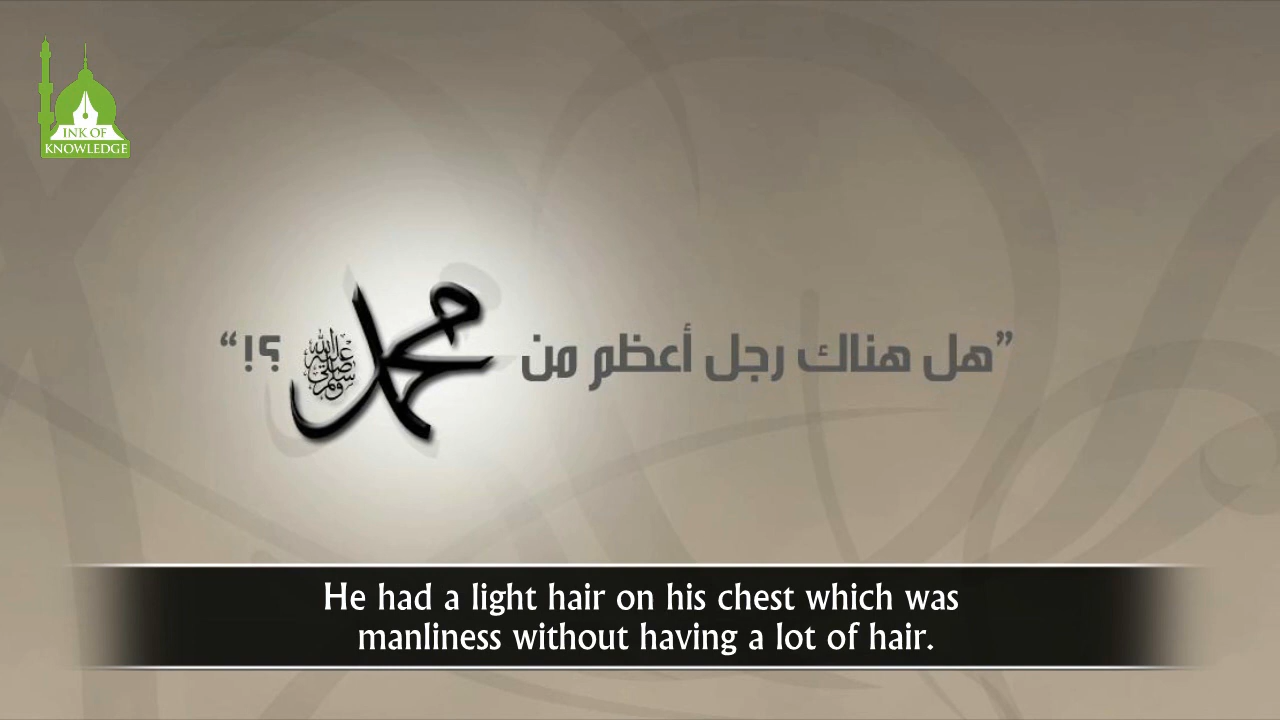 INK OF
KNOWLEDGE
”هل هناك رجل أعظم من محمد صلى الله عليه وسلم ؟!“
He had a light hair on his chest which was
manliness without having a lot of hair.